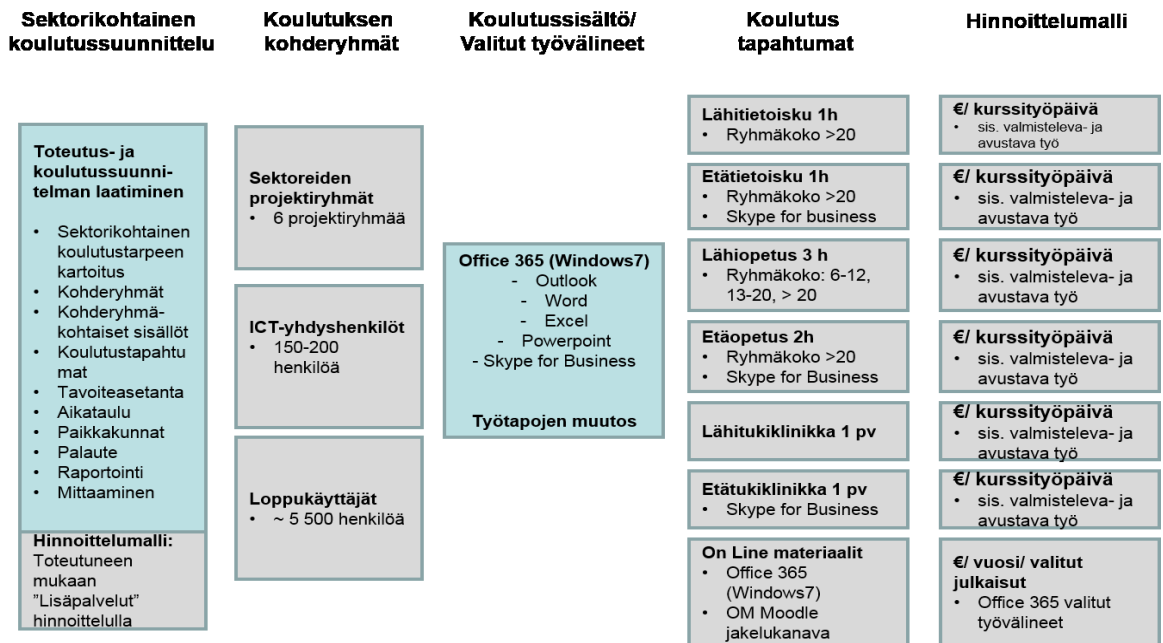 Sektorikohtainen
koulutussuunnittelu
Toteutus- ja
koulutussuunni-
telman laatiminen
• Sektorikohtainen
koulutustarpeen
kartoitus
• Kohderyhmät
• Kohderyhmä-
kohtaiset sisällöt
• Koulutustapahtu
mat
• Tavoiteasetanta
• Aikataulu
• Paikkakunnat
• Palaute
• Raportointi
• Mittaaminen
Hinnoittelumalli:
Toteutuneen
mukaan
”Lisäpalvelut”
hinnoittelulla
Koulutuksen
kohderyhmät
Sektoreiden
projektiryhmät
• 6 projektiryhmää
ICT-yhdyshenkilöt
• 150-200
henkilöä
Loppukäyttäjät
• ~ 5 500 henkilöä
Koulutussisältö/
Valitut työvälineet
Office 365 (Windows7)
- Outlook
- Word
- Excel
- Powerpoint
- Skype for Business
Työtapojen muutos
Koulutus
tapahtumat
Lähitietoisku 1h
• Ryhmäkoko >20
Etätietoisku 1h
• Ryhmäkoko >20
• Skype for business
Lähiopetus 3 h
• Ryhmäkoko: 6-12,
13-20, > 20
Etäopetus 2h
• Ryhmäkoko >20
• Skype for Business
Lähitukiklinikka 1 pv
Etätukiklinikka 1 pv
• Skype for Business
On Line materiaalit
• Office 365
(Windows7)
• OM Moodle
jakelukanava
Hinnoittelumalli
€/ kurssityöpäivä
• sis. valmisteleva- ja
avustava työ
€/ kurssityöpäivä
• sis. valmisteleva- ja
avustava työ
€/ kurssityöpäivä
• sis. valmisteleva- ja
avustava työ
€/ kurssityöpäivä
• sis. valmisteleva- ja
avustava työ
€/ kurssityöpäivä
• sis. valmisteleva- ja
avustava työ
€/ kurssityöpäivä
• sis. valmisteleva- ja
avustava työ
€/ vuosi/ valitut
julkaisut
• Office 365 valitut
työvälineet